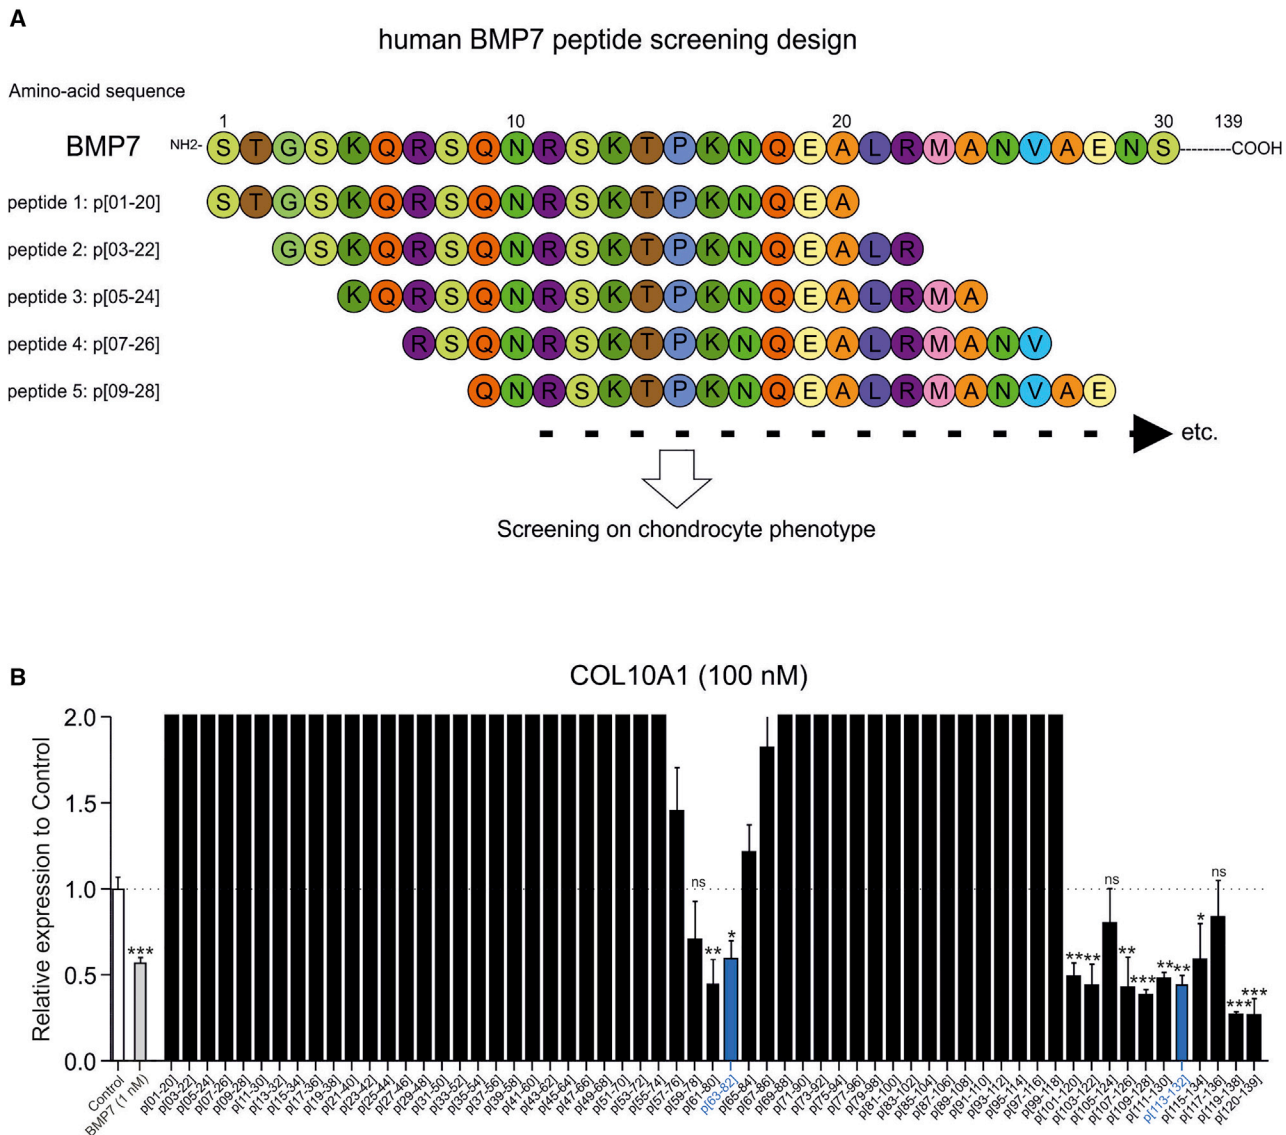 A
human BMP7 peptide screening design
Amino-acid sequence
1 10 20 30 139
BMP7 NH2- S T G S K Q R S Q N R S K T P K N Q E A L R M A N V A E N S ---------COOH
peptide 1: p[01-20] S T G S K Q R S Q N R S K T P K N Q E A
peptide 2: p[03-22] G S K Q R S Q N R S K T P K N Q E A L R
peptide 3: p[05-24] K Q R S Q N R S K T P K N Q E A L R M A
peptide 4: p[07-26] R S Q N R S K T P K N Q E A L R M A N V
peptide 5: p[09-28] Q N R S K T P K N Q E A L R M A N V A E
etc.
Screening on chondrocyte phenotype
B
COL10A1 (100 nM)
Relative expression to Control
2.0
1.5
1.0
0.5
0.0
*** ns ** * ** ** ns ** *** ** ** * ns *** ***
Control
BMP7 (1 nM)
p[01-20]
p[03-22]
p[05-24]
p[07-26]
p[09-28]
p[11-30]
p[13-32]
p[15-34]
p[17-36]
p[19-38]
p[21-40]
p[23-42]
p[25-44]
p[27-46]
p[29-48]
p[31-50]
p[33-52]
p[35-54]
p[37-56]
p[39-58]
p[41-60]
p[43-62]
p[45-64]
p[47-66]
p[49-68]
p[51-70]
p[53-72]
p[55-74]
p[57-76]
p[59-78]
p[61-80]
p[63-82]
p[65-84]
p[67-86]
p[69-88]
p[71-90]
p[73-92]
p[75-94]
p[77-96]
p[79-98]
p[81-100]
p[83-102]
p[85-104]
p[87-106]
p[89-108]
p[91-110]
p[93-112]
p[95-114]
p[97-116]
p[99-118]
p[101-120]
p[103-122]
p[105-124]
p[107-126]
p[109-128]
p[111-130]
p[113-132]
p[115-134]
p[117-136]
p[119-138]
p[120-139]